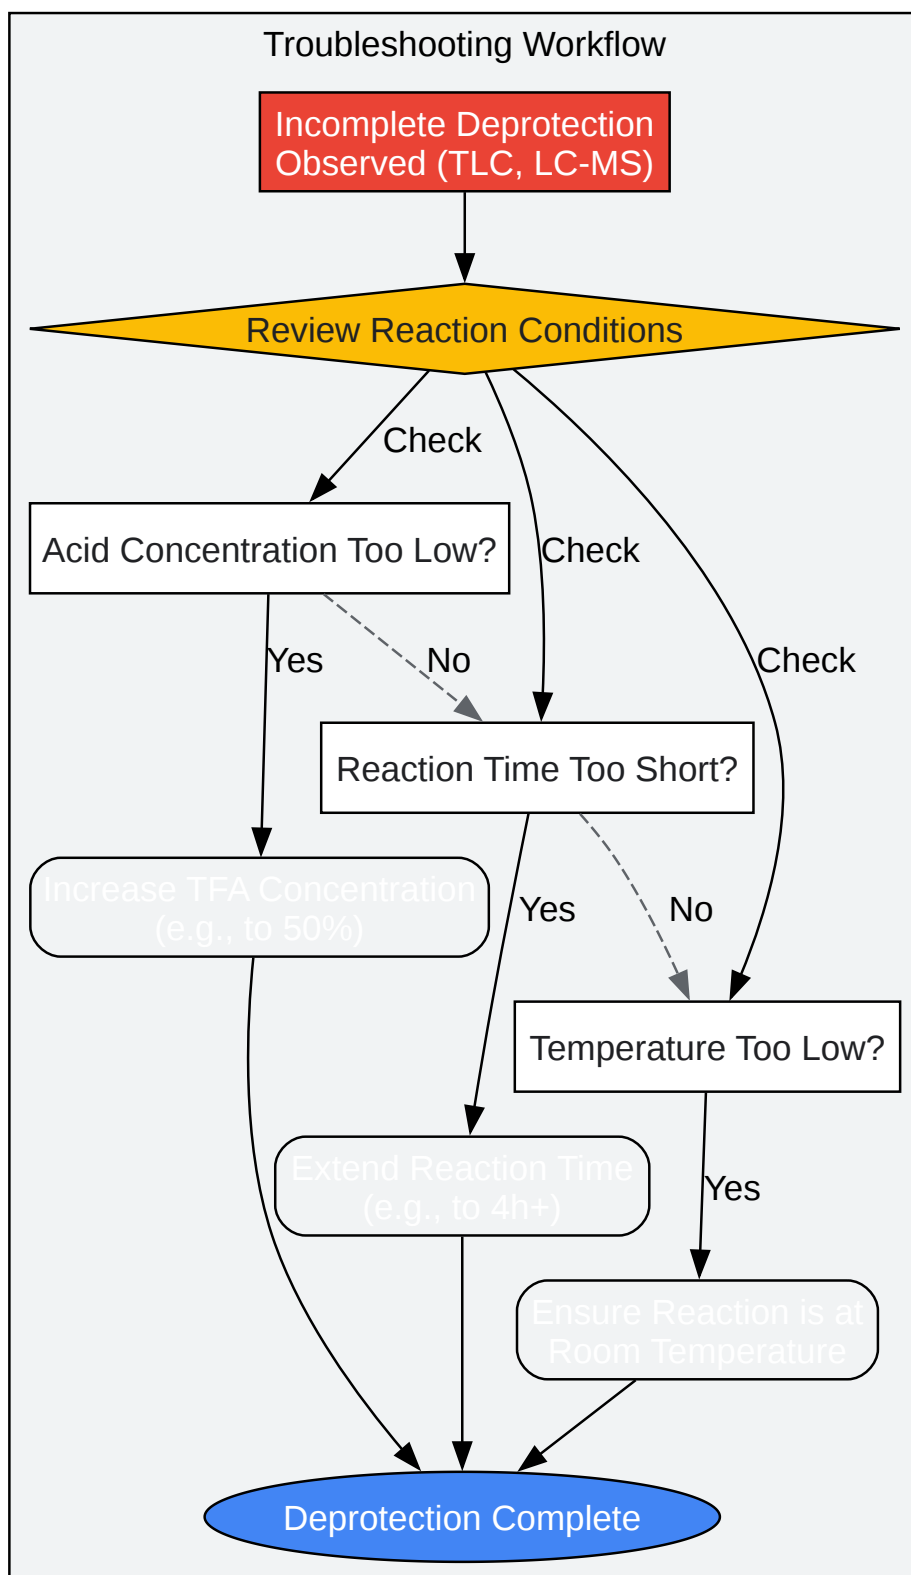 Troubleshooting Workflow
Incomplete Deprotection
Observed (TLC, LC-MS)
Review Reaction Conditions
Check
Acid Concentration Too Low?
Check
Yes
No
Check
Reaction Time Too Short?
Increase TFA Concentration
(e.g., to 50%)
Yes
No
Temperature Too Low?
Extend Reaction Time
(e.g., to 4h+)
Yes
Ensure Reaction is at
Room Temperature
Deprotection Complete